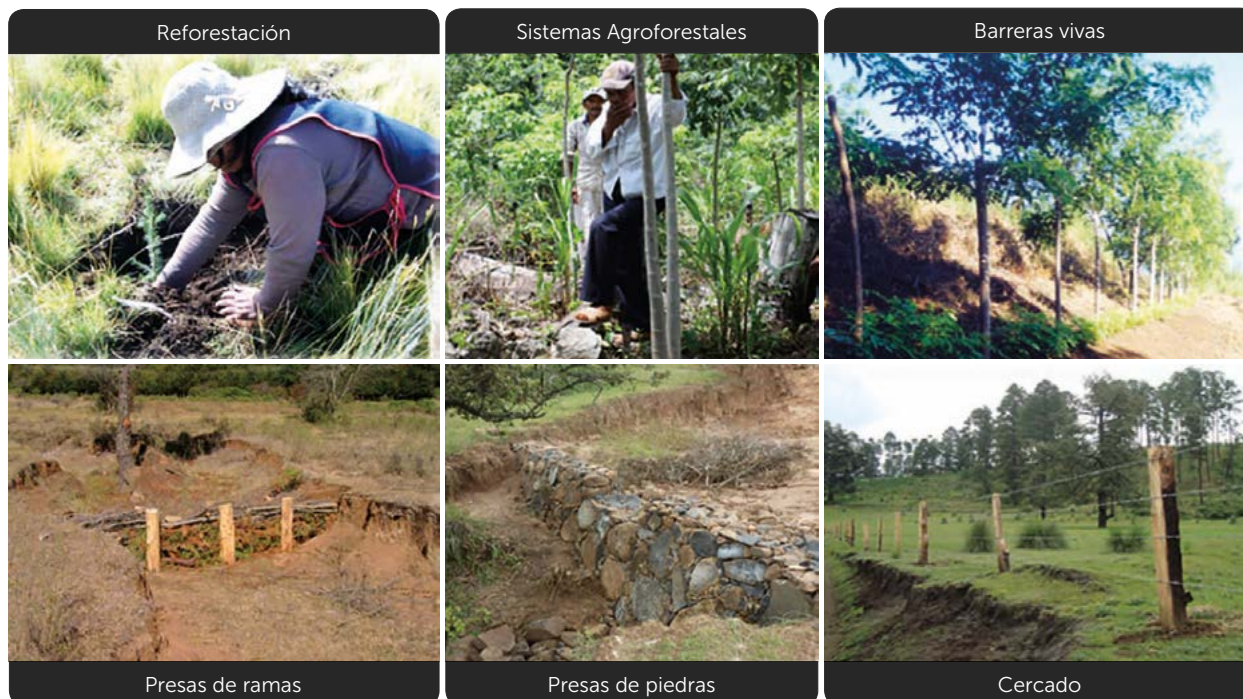 Reforestación
Sistemas Agroforestales
Barreras vivas
Presas de ramas
Presas de piedras
Cercado